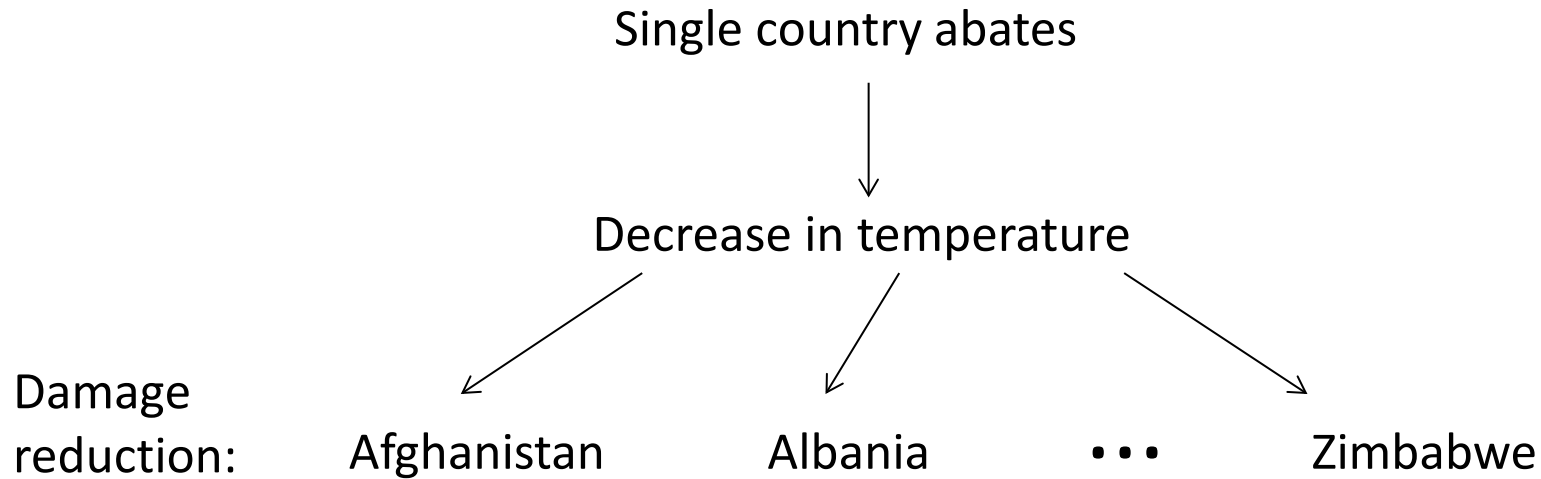 Single country abates
Decrease in temperature
Damage
reduction:
Afghanistan Albania ... Zimbabwe